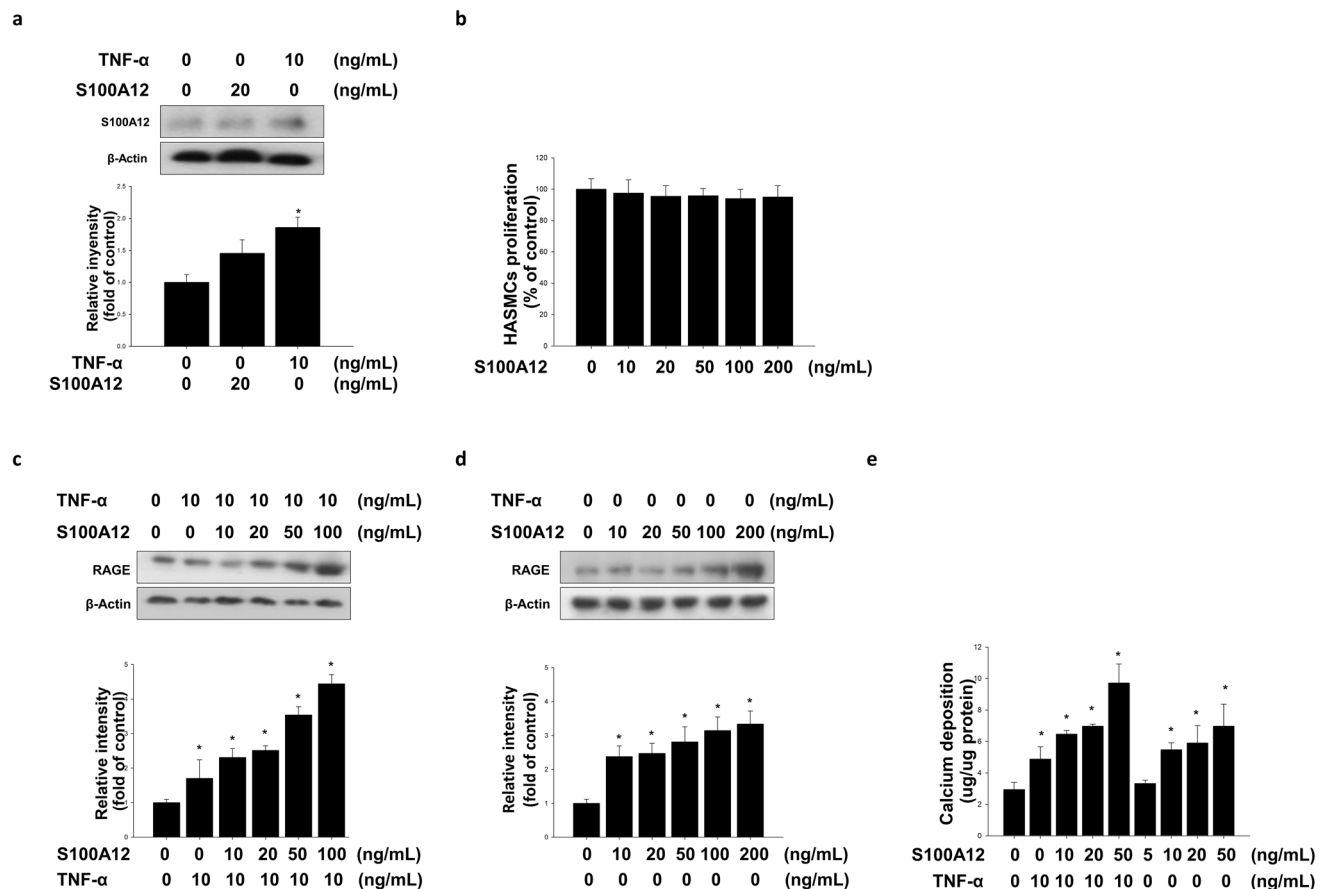 a
TNF-α 0 0 10 (ng/mL)
S100A12 0 20 0 (ng/mL)
S100A12
β-Actin
Relative inyensity
(fold of control)
2.5
2.0
1.5
1.0
0.5
0.0
*
TNF-α 0 0 10 (ng/mL)
S100A12 0 20 0 (ng/mL)
b
HASMCs proliferation
(% of control)
120
100
80
60
40
20
0
S100A12 0 10 20 50 100 200 (ng/mL)
c
TNF-α 0 10 10 10 10 10 (ng/mL)
S100A12 0 0 10 20 50 100 (ng/mL)
RAGE
β-Actin
Relative intensity
(fold of control)
5
4
3
2
1
0
* * * * *
S100A12 0 0 10 20 50 100 (ng/mL)
TNF-α 0 10 10 10 10 10 (ng/mL)
d
TNF-α 0 0 0 0 0 0 (ng/mL)
S100A12 0 10 20 50 100 200 (ng/mL)
RAGE
β-Actin
Relative intensity
(fold of control)
5
4
3
2
1
0
* * * * *
0 10 20 50 100 200 (ng/mL)
0 0 0 0 0 0 (ng/mL)
e
Calcium deposition
(ug/ug protein)
12
10
8
6
4
2
0
* * * * * * *
S100A12 0 0 10 20 50 5 10 20 50 (ng/mL)
TNF-α 0 10 10 10 10 0 0 0 0 (ng/mL)